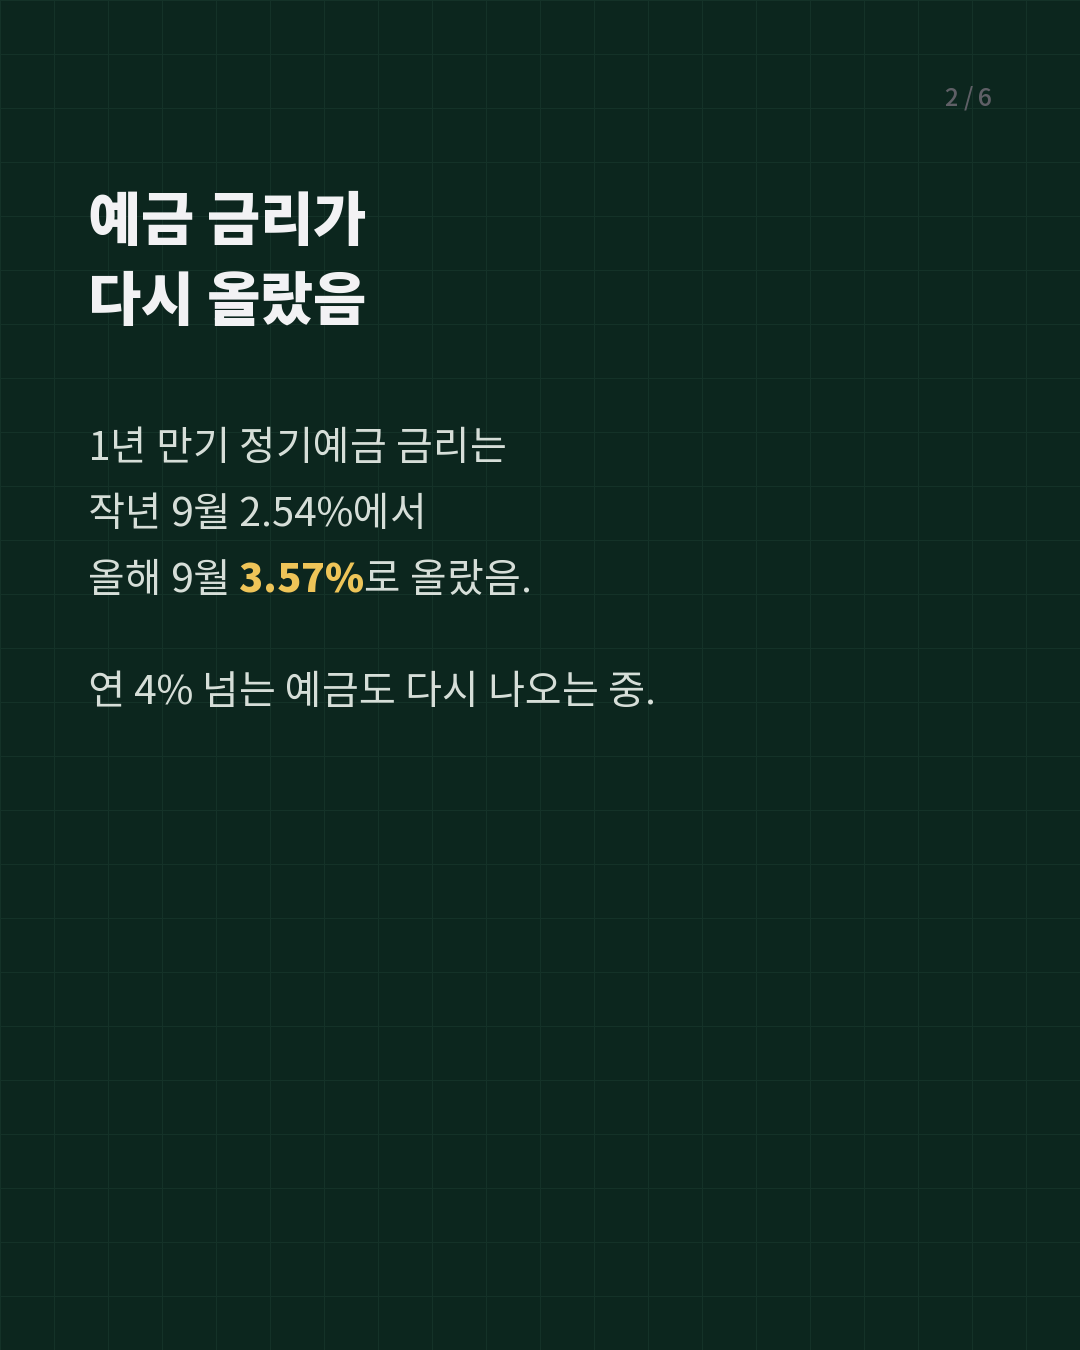 2 / 6
예금 금리가
다시 올랐음
1년 만기 정기예금 금리는
작년 9월 2.54%에서
올해 9월 3.57%로 올랐음.
연 4% 넘는 예금도 다시 나오는 중.